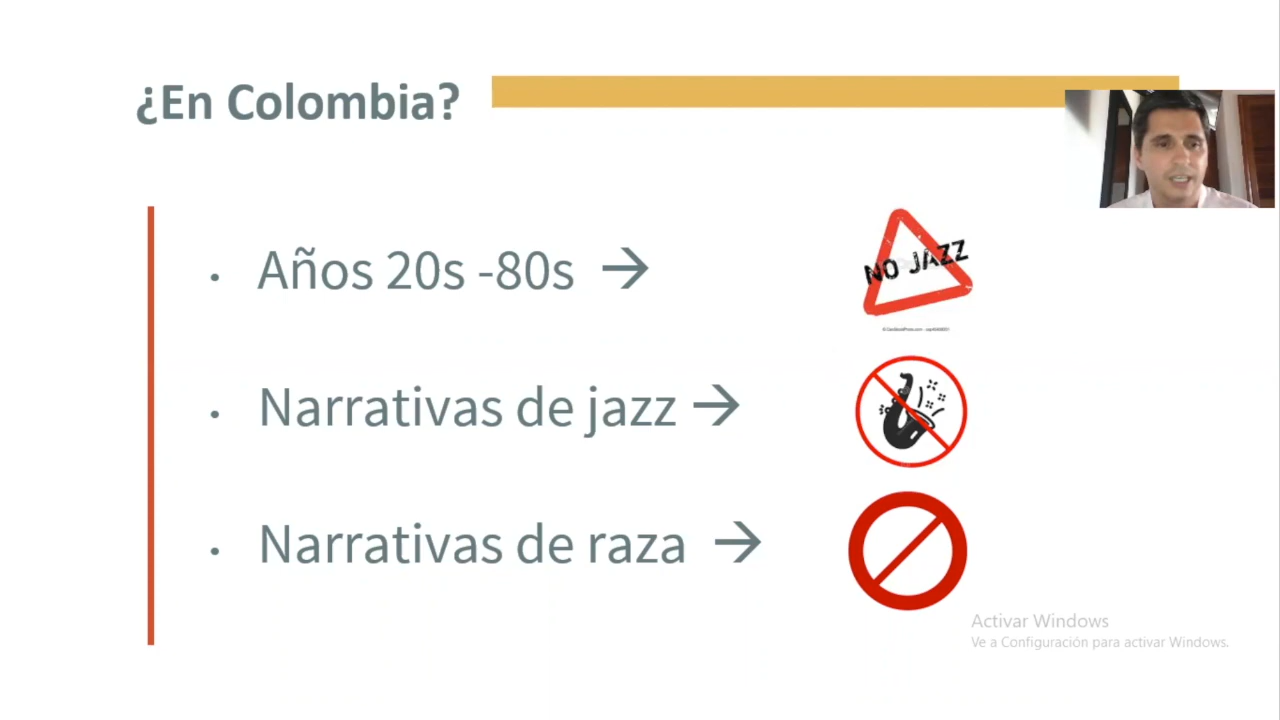 ¿En Colombia?
• Años 20s -80s →
NO JAZZ
• Narrativas de jazz →
• Narrativas de raza →
Activar Windows
Ve a Configuración para activar Windows.